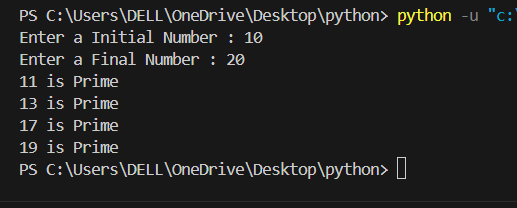 PS C:\Users\DELL\OneDrive\Desktop\python> python -u "c:\
Enter a Initial Number : 10
Enter a Final Number : 20
11 is Prime
13 is Prime
17 is Prime
19 is Prime
PS C:\Users\DELL\OneDrive\Desktop\python>